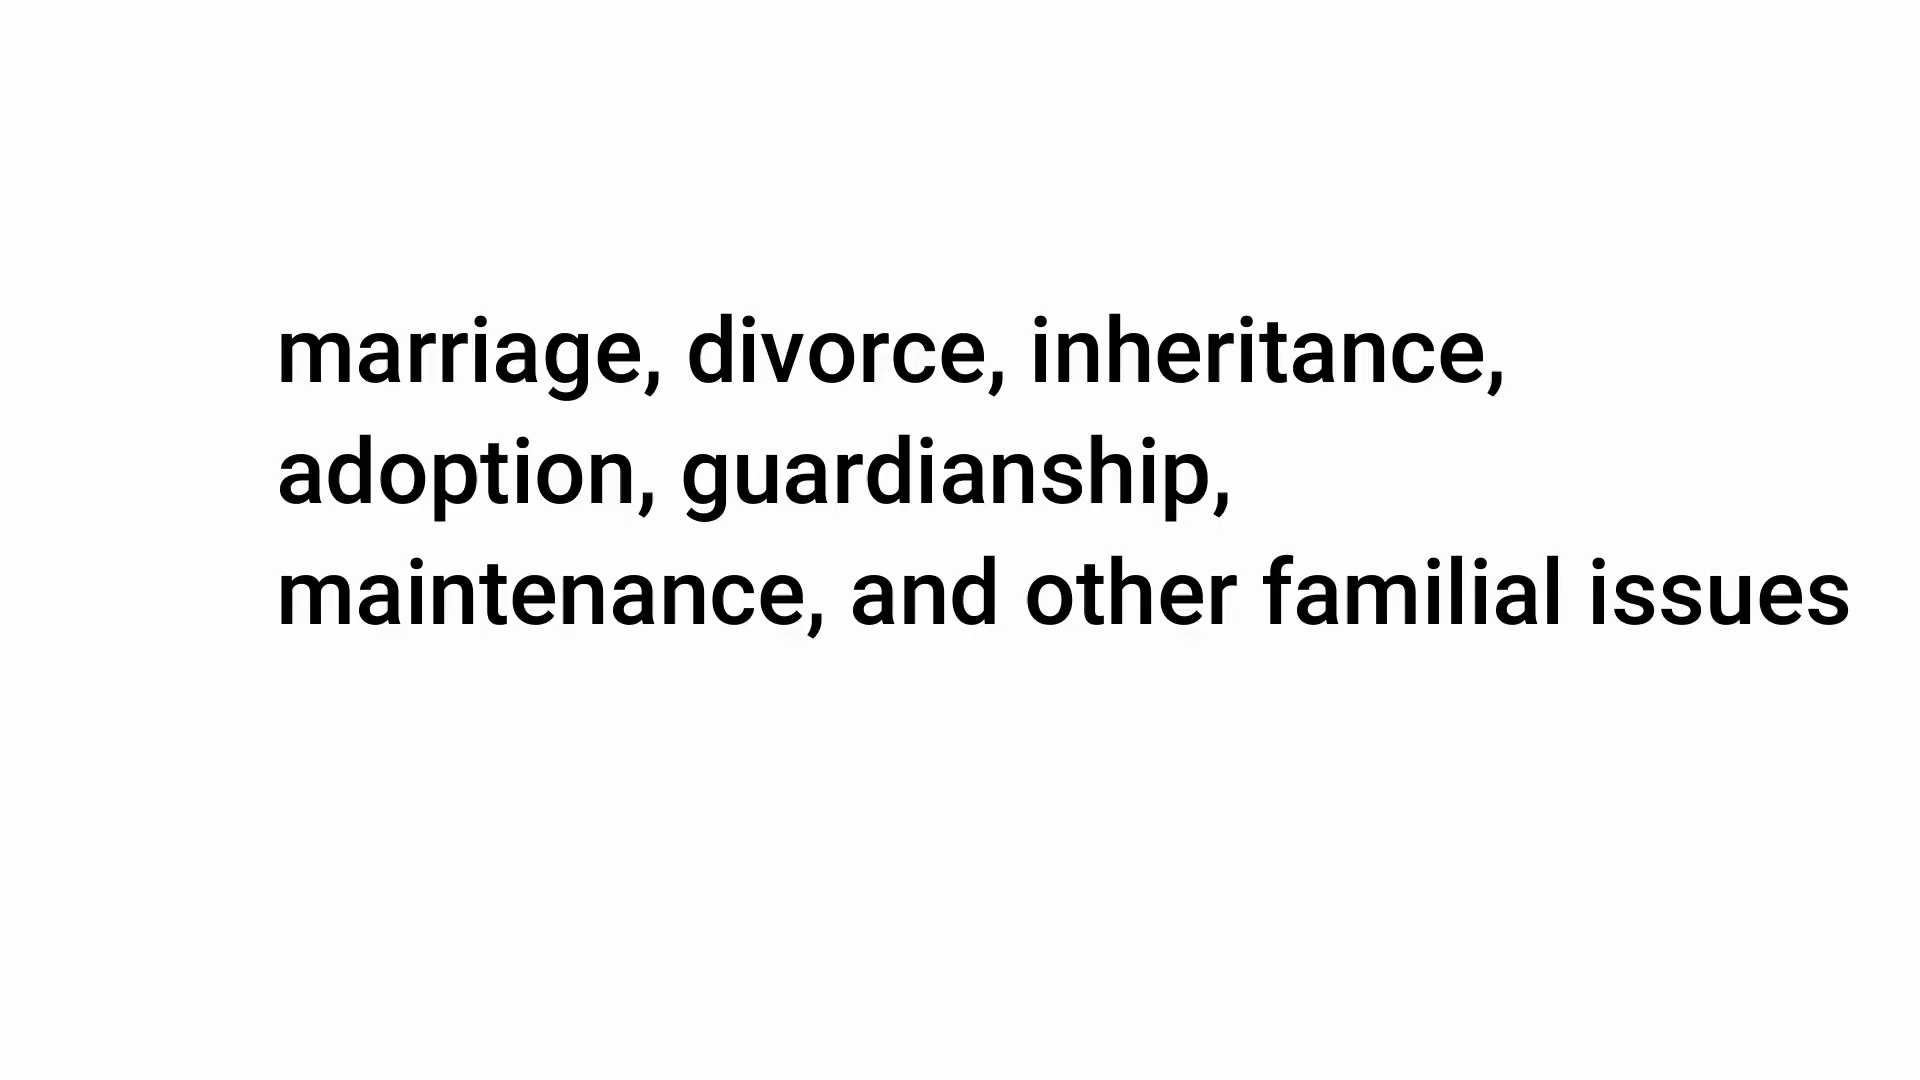 marriage, divorce, inheritance,
adoption, guardianship,
maintenance, and other familial issues